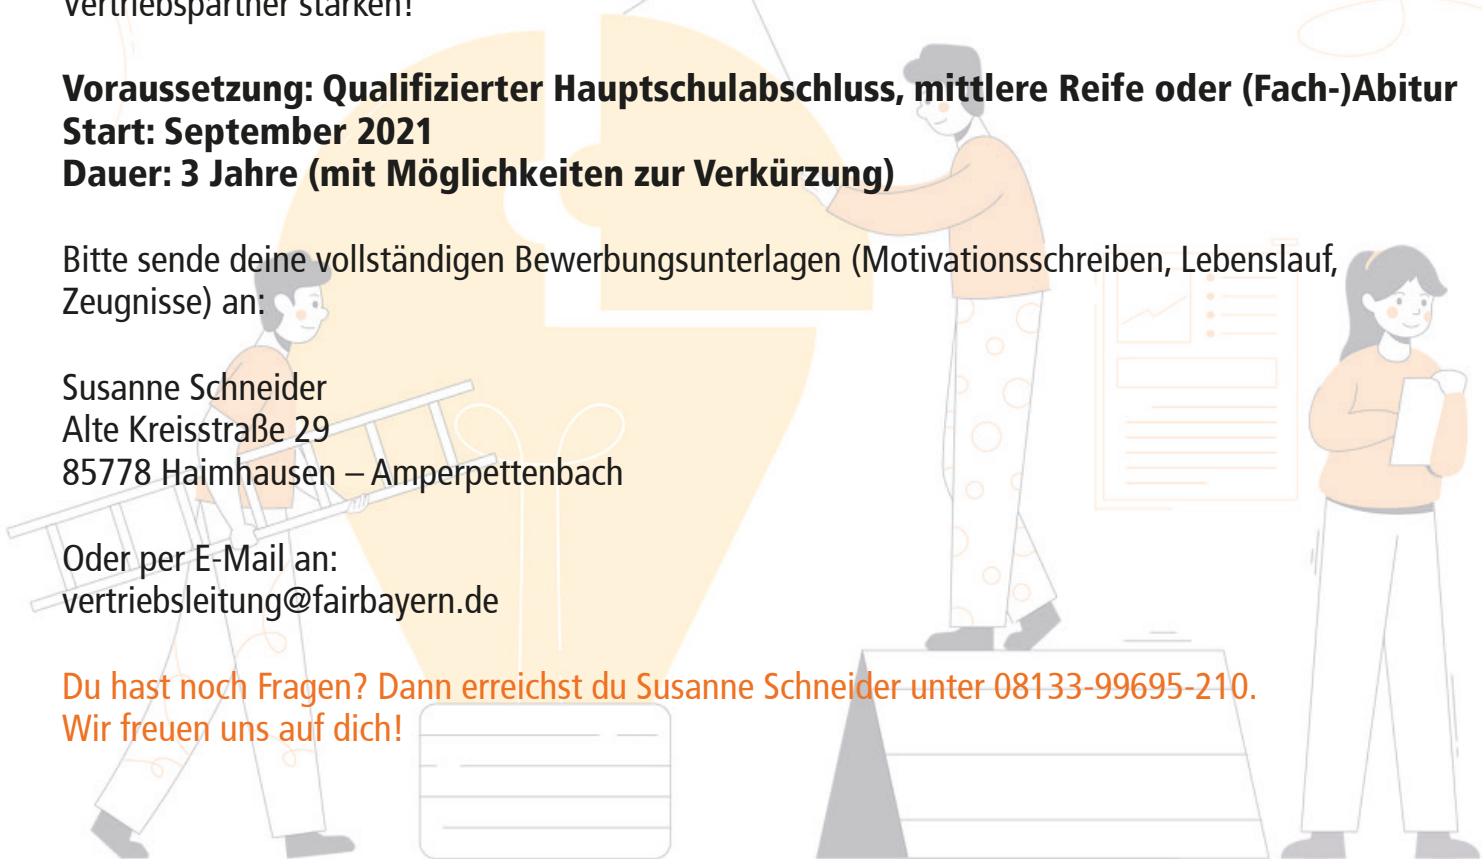 Vertriebspartner stärken!
Voraussetzung: Qualifizierter Hauptschulabschluss, mittlere Reife oder (Fach-)Abitur
Start: September 2021
Dauer: 3 Jahre (mit Möglichkeiten zur Verkürzung)
Bitte sende deine vollständigen Bewerbungsunterlagen (Motivationsschreiben, Lebenslauf,
Zeugnisse) an:
Susanne Schneider
Alte Kreisstraße 29
85778 Haimhausen – Amperpettenbach
Oder per E-Mail an:
vertriebsleitung@fairbayern.de
Du hast noch Fragen? Dann erreichst du Susanne Schneider unter 08133-99695-210.
Wir freuen uns auf dich!